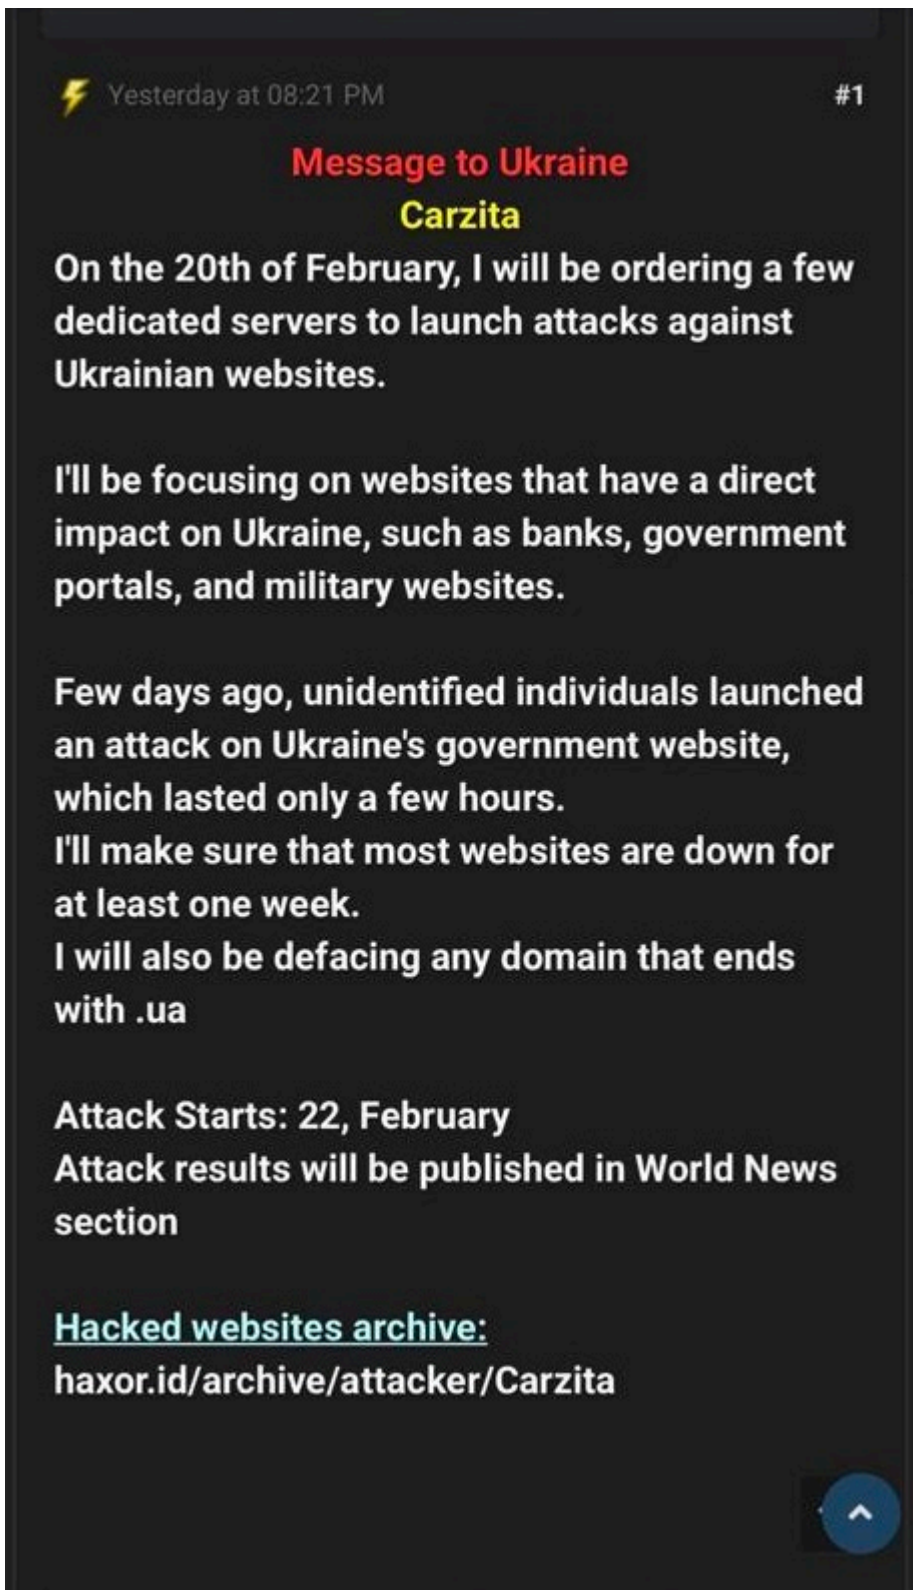 Yesterday at 08:21 PM #1
Message to Ukraine
Carzita
On the 20th of February, I will be ordering a few
dedicated servers to launch attacks against
Ukrainian websites.
I'll be focusing on websites that have a direct
impact on Ukraine, such as banks, government
portals, and military websites.
Few days ago, unidentified individuals launched
an attack on Ukraine's government website,
which lasted only a few hours.
I'll make sure that most websites are down for
at least one week.
I will also be defacing any domain that ends
with .ua
Attack Starts: 22, February
Attack results will be published in World News
section
Hacked websites archive:
haxor.id/archive/attacker/Carzita